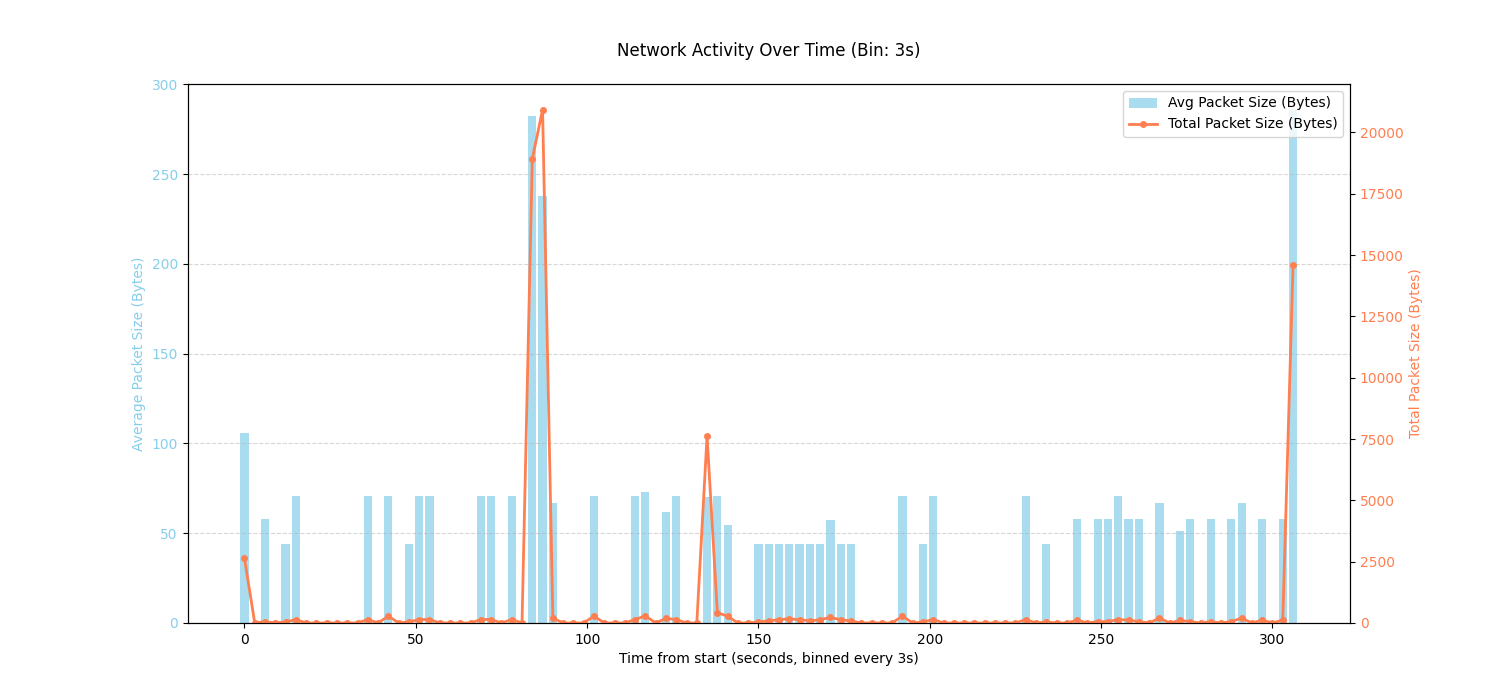 Network Activity Over Time (Bin: 3s)
Avg Packet Size (Bytes)
Total Packet Size (Bytes)
300
250
200
150
100
50
0
Average Packet Size (Bytes)
20000
17500
15000
12500
10000
7500
5000
2500
0
Total Packet Size (Bytes)
0 50 100 150 200 250 300
Time from start (seconds, binned every 3s)